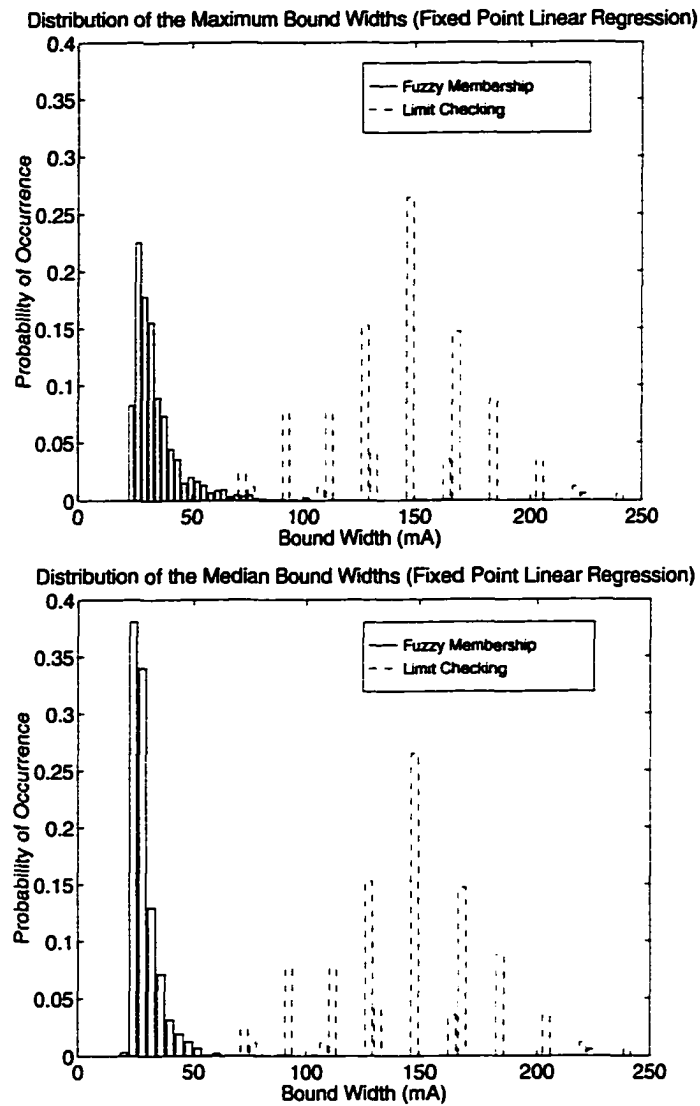 Distribution of the Maximum Bound Widths (Fixed Point Linear Regression)
0.4
0.35
0.3
0.25
0.2
0.15
0.1
0.05
0
Probability of Occurrence
Fuzzy Membership
Limit Checking
0 50 100 150 200 250
Bound Width (mA)
Distribution of the Median Bound Widths (Fixed Point Linear Regression)
0.4
0.35
0.3
0.25
0.2
0.15
0.1
0.05
0
Probability of Occurrence
Fuzzy Membership
Limit Checking
0 50 100 150 200 250
Bound Width (mA)